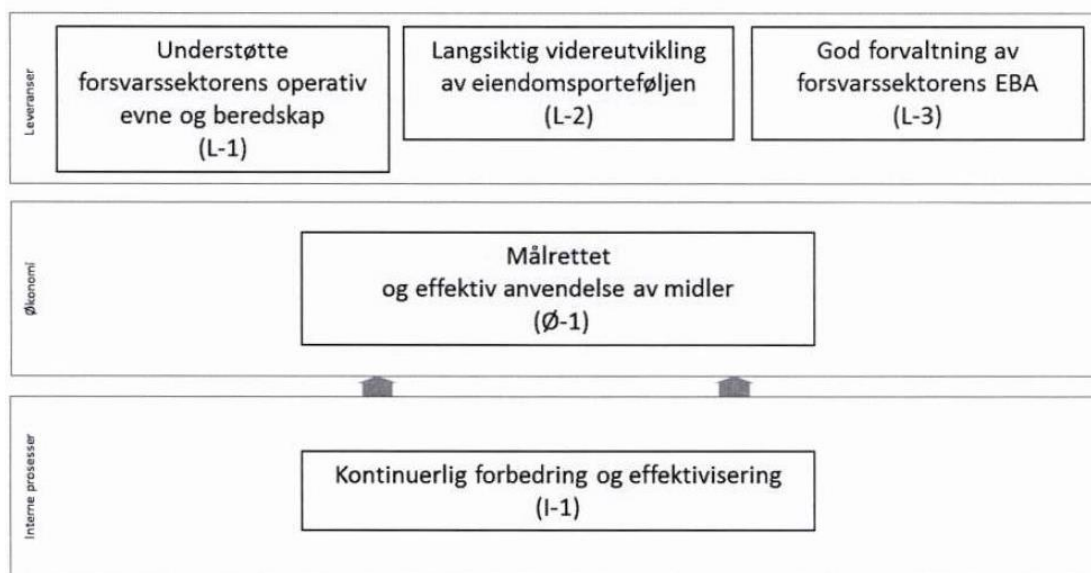 Leveranser
Understøtte
forsvarssektorens operativ
evne og beredskap
(L-1)
Langsiktig videreutvikling
av eiendomsporteføljen
(L-2)
God forvaltning av
forsvarssektorens EBA
(L-3)
Økonomi
Målrettet
og effektiv anvendelse av midler
(Ø-1)
Interne prosesser
Kontinuerlig forbedring og effektivisering
(I-1)